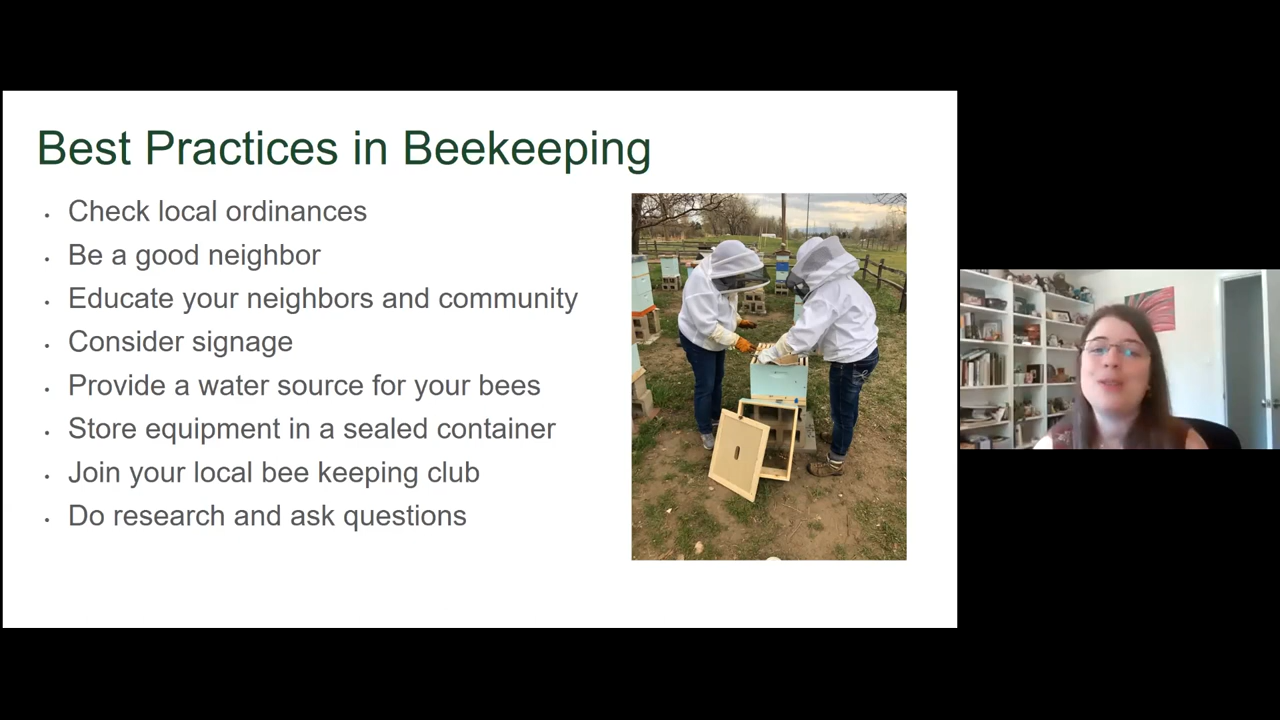 Best Practices in Beekeeping
• Check local ordinances
• Be a good neighbor
• Educate your neighbors and community
• Consider signage
• Provide a water source for your bees
• Store equipment in a sealed container
• Join your local bee keeping club
• Do research and ask questions